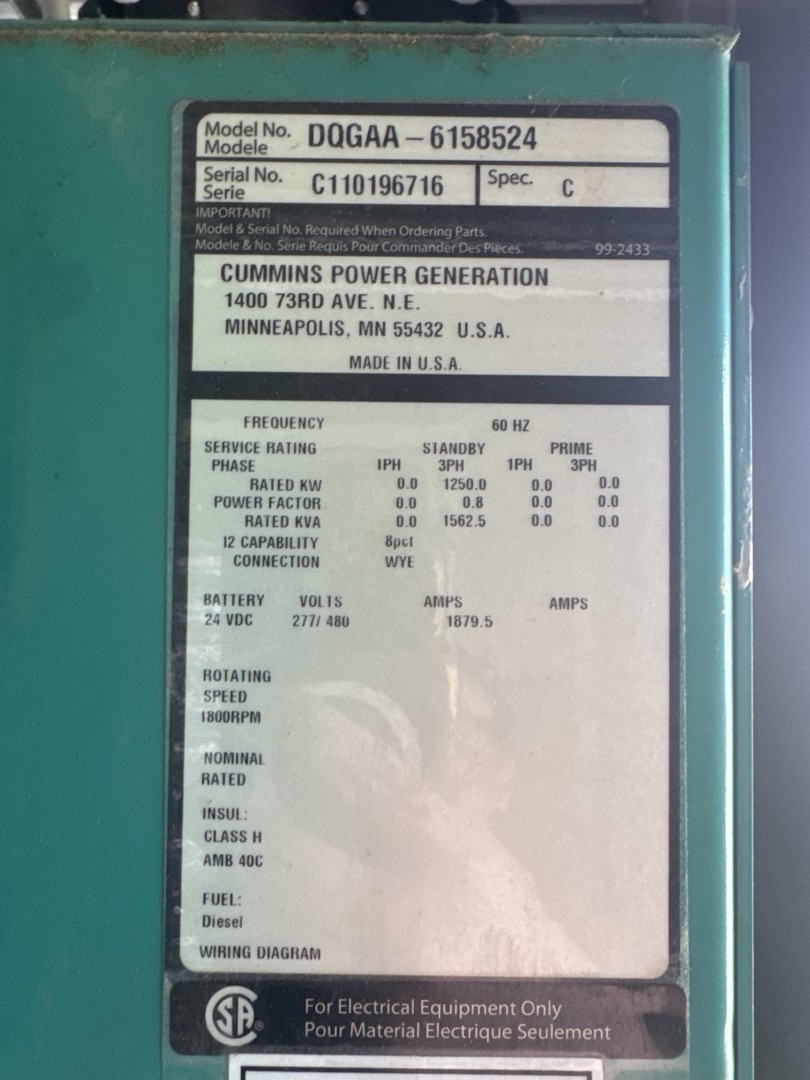 Model No. DQGAA – 6158524
Modele
Serial No. C110196716 Spec. C
Serie
IMPORTANT!
Model & Serial No. Required When Ordering Parts.
Modele & No. Serie Requis Pour Commander Des Pieces. 99-2433
CUMMINS POWER GENERATION
1400 73RD AVE. N.E.
MINNEAPOLIS, MN 55432 U.S.A.
MADE IN U.S.A.
FREQUENCY 60 HZ
SERVICE RATING STANDBY PRIME
PHASE 1PH 3PH 1PH 3PH
RATED KW 0.0 1250.0 0.0 0.0
POWER FACTOR 0.0 0.8 0.0 0.0
RATED KVA 0.0 1562.5 0.0 0.0
I2 CAPABILITY 8pct
CONNECTION WYE
BATTERY VOLTS AMPS AMPS
24 VDC 277/ 480 1879.5
ROTATING
SPEED
1800RPM
NOMINAL
RATED
INSUL:
CLASS H
AMB 40C
FUEL:
Diesel
WIRING DIAGRAM
SA ® For Electrical Equipment Only
Pour Material Electrique Seulement